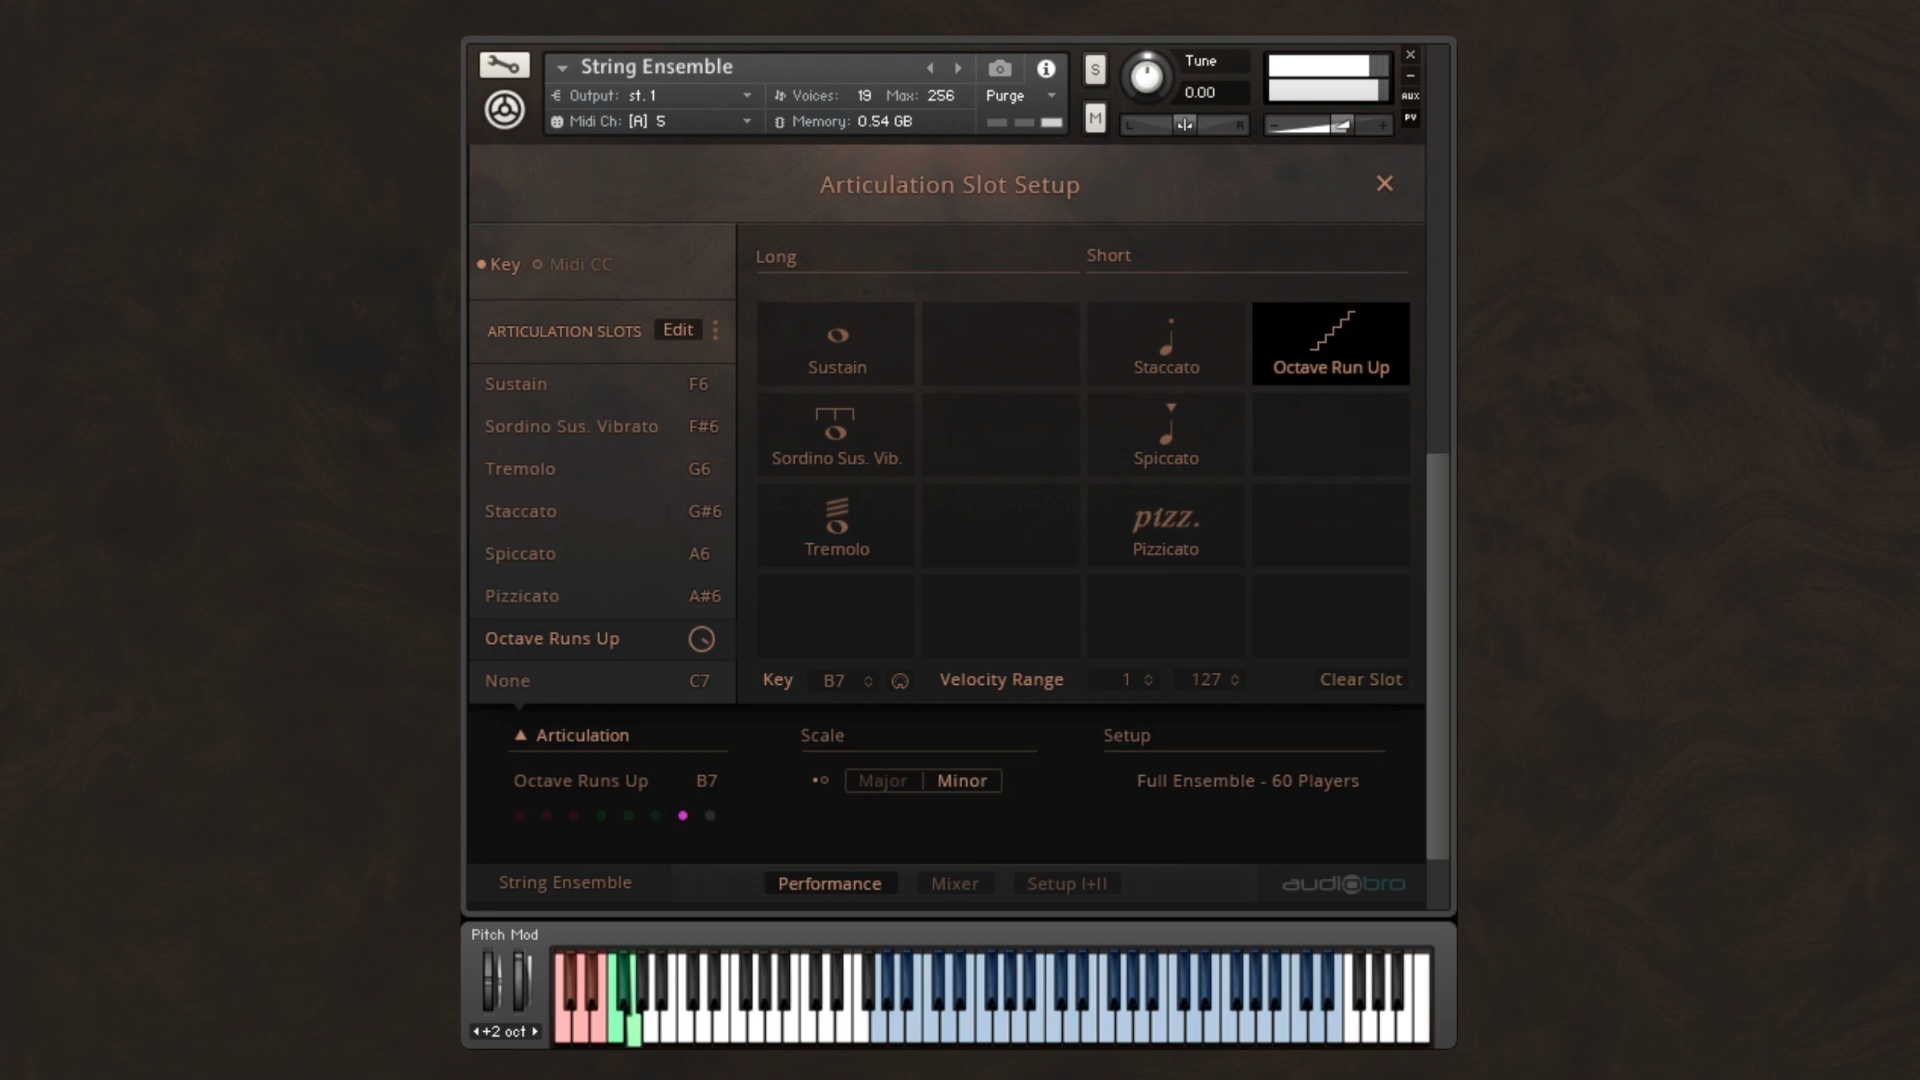 String Ensemble
Output: st.1
Voices: 19 Max: 256
Purge
Midi Ch: [A] 5
Memory: 0.54 GB
S
M
Tune
0.00
L R
AUX
PV
Articulation Slot Setup
Key Midi CC
ARTICULATION SLOTS Edit
Sustain F6
Sordino Sus. Vibrato F#6
Tremolo G6
Staccato G#6
Spiccato A6
Pizzicato A#6
Octave Runs Up
None C7
Long
Short
Sustain
Staccato
Octave Run Up
Sordino Sus. Vib.
Spiccato
Tremolo
pizz.
Pizzicato
Key B7 Velocity Range 1 127 Clear Slot
Articulation
Scale
Setup
Octave Runs Up B7
Major Minor
Full Ensemble - 60 Players
String Ensemble
Performance Mixer Setup I+II
audiobro
Pitch Mod
+2 oct